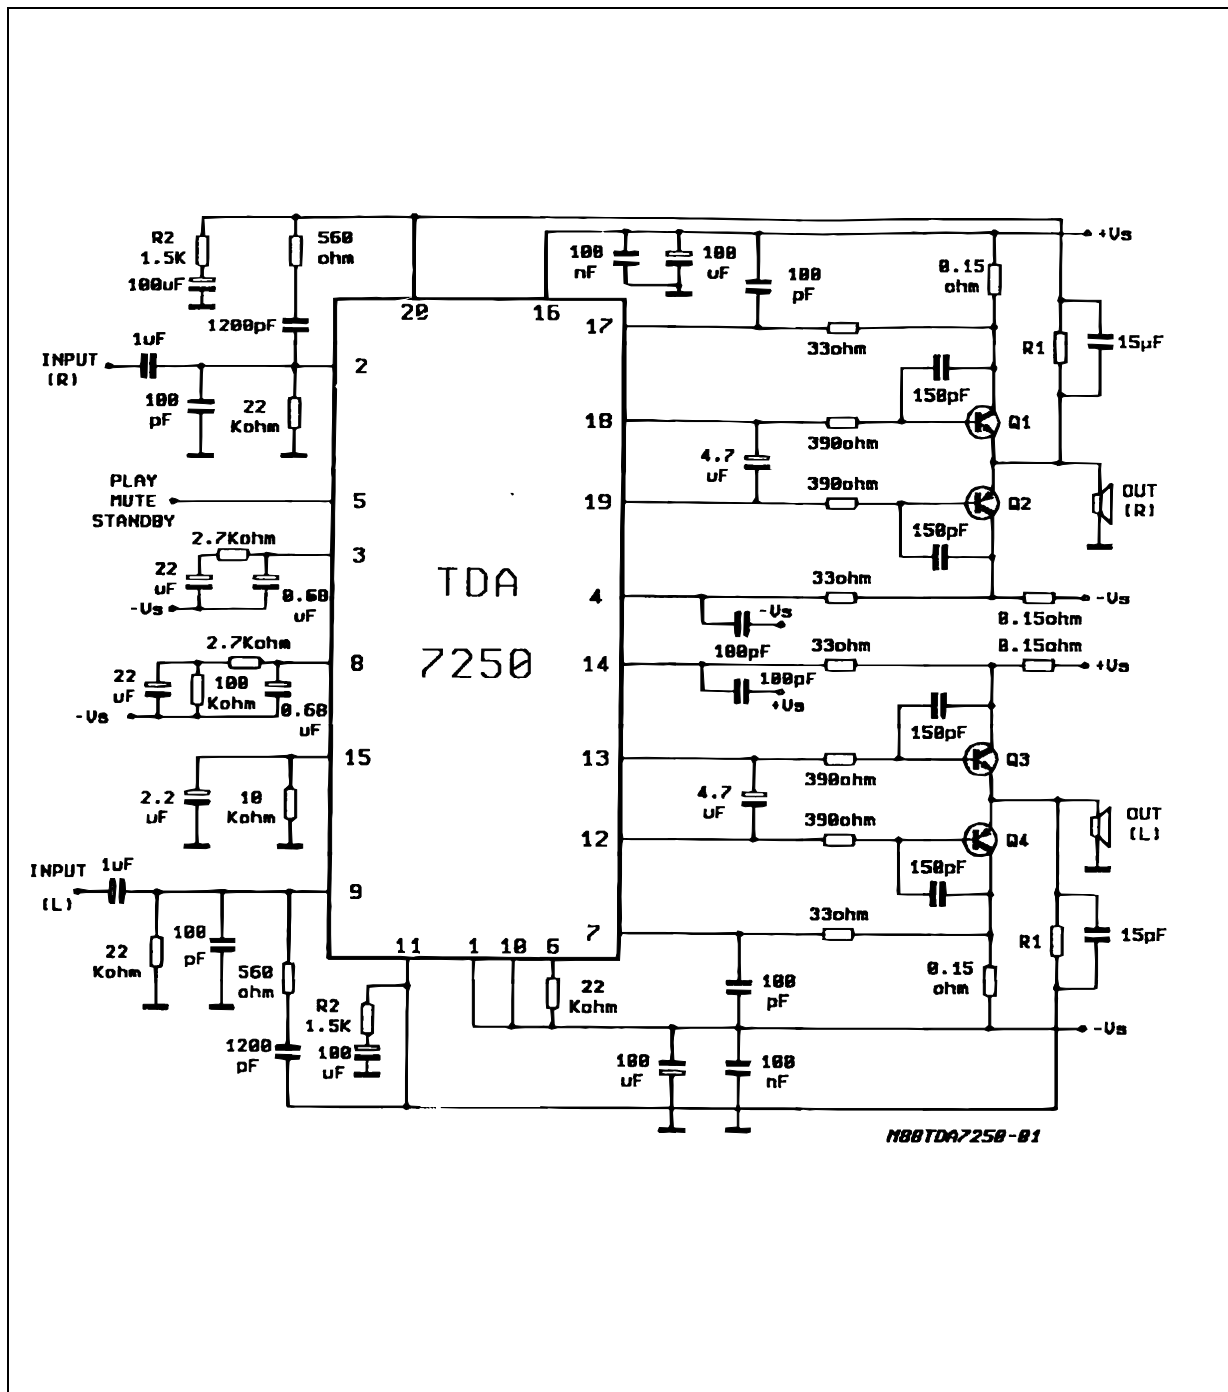 R2
1.5K
100uF
560
ohm
1200pF
1uF
INPUT
(R)
100
pF
22
Kohm
PLAY
MUTE
STANDBY
2.7Kohm
22
uF
0.68
uF
-Vs
2.7Kohm
22
uF
100
Kohm
0.68
uF
-Vs
2.2
uF
10
Kohm
INPUT
(L)
1uF
22
Kohm
100
pF
560
ohm
1200
pF
R2
1.5K
100
uF
20
16
2
5
3
8
15
9
11
1
10
6
17
18
19
4
14
13
12
7
TDA
7250
22
Kohm
100
nF
100
uF
100
pF
+Vs
0.15
ohm
33ohm
R1
15µF
150pF
390ohm
Q1
4.7
uF
390ohm
Q2
OUT
(R)
150pF
33ohm
-Vs
0.15ohm
-Vs
100pF
33ohm
0.15ohm
+Vs
100pF
+Vs
150pF
390ohm
Q3
4.7
uF
390ohm
Q4
OUT
(L)
150pF
33ohm
R1
15pF
0.15
ohm
100
pF
-Vs
100
uF
100
nF
M88TDA7250-01